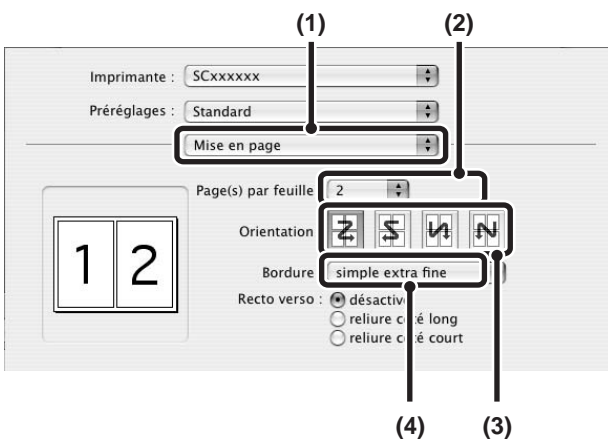 (1)
(2)
Imprimante : SCxxxxxx
Préréglages : Standard
Mise en page
Page(s) par feuille 2
Orientation
1 2
Bordure simple extra fine
Recto verso : désactivé
reliure côté long
reliure côté court
(4)
(3)